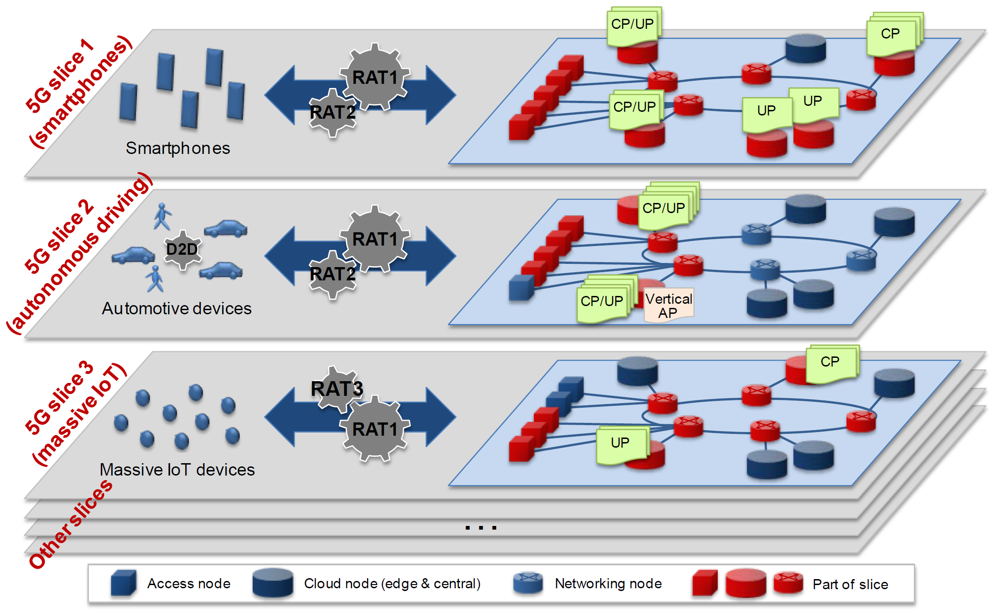 5G slice 1
(smartphones)
Smartphones
RAT1
RAT2
CP/UP
CP
CP/UP
UP
UP
5G slice 2
(autonomous driving)
D2D
Automotive devices
RAT1
RAT2
CP/UP
CP/UP
Vertical
AP
5G slice 3
(massive IoT)
Massive IoT devices
RAT3
RAT1
CP
UP
Other slices
...
Access node
Cloud node (edge & central)
Networking node
Part of slice